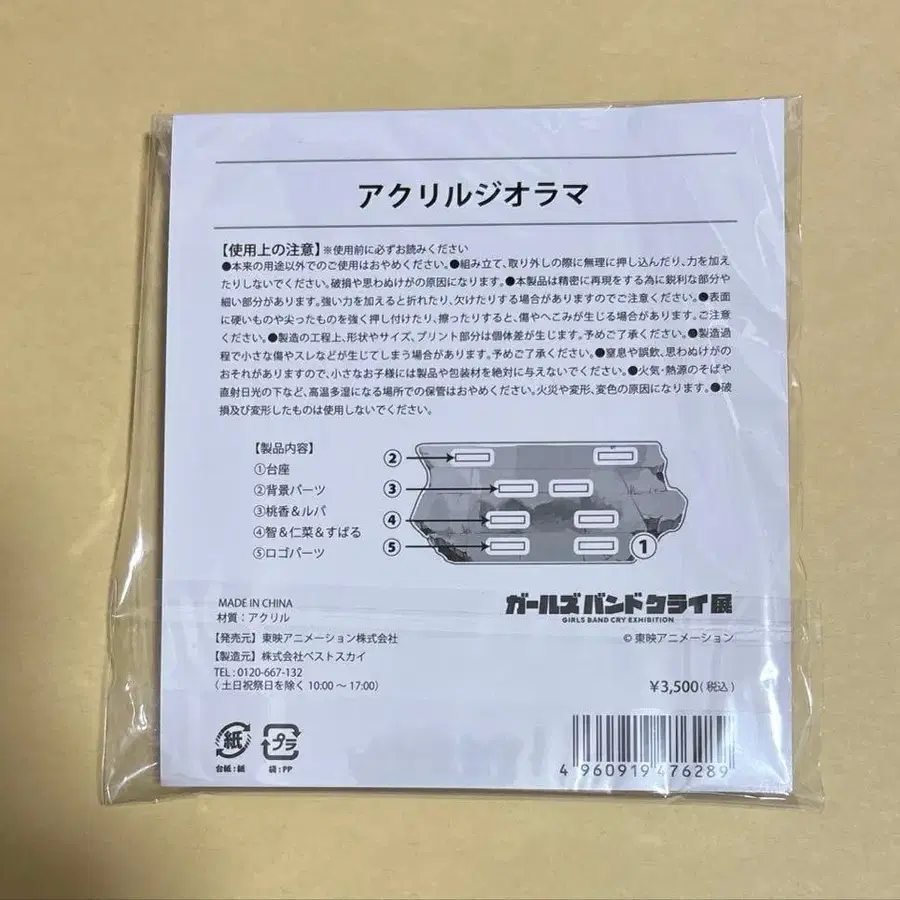 アクリルジオラマ
【使用上の注意】※使用前に必ずお読みください
●本来の用途以外でのご使用はおやめください。●組み立て、取り外しの際に無理に押し込んだり、力を加え
たりしないでください。破損や思わぬけがの原因になります。●本製品は精密に再現をする為に鋭利な部分や
細い部分があります。強い力を加えると折れたり、欠けたりする場合がありますのでご注意ください。●表面
に硬いものや尖ったものを強く押し付けたり、擦ったりすると、傷やへこみが生じる場合があります。ご注意
ください。●製造の工程上、形状やサイズ、プリント部分は個体差が生じます。予めご了承ください。●製造過
程で小さな傷やスレなどが生じてしまう場合があります。予めご了承ください。●窒息や誤飲、思わぬけがの
おそれがありますので、小さなお子様には製品や包装材を絶対に与えないでください。●火気・熱源のそばや
直射日光の下など、高温多湿になる場所での保管はおやめください。火災や変形、変色の原因になります。●破
損及び変形したものは使用しないでください。
【製品内容】
①台座
②背景パーツ
③桃香&ルパ
④智&仁菜&すばる
⑤ロゴパーツ
②
③
④
⑤
①
MADE IN CHINA
材質：アクリル
【発売元】東映アニメーション株式会社
【製造元】株式会社ベストスカイ
TEL：0120-667-132
（土日祝祭日を除く 10:00～17:00）
ガールズバンドクライ展
GIRLS BAND CRY EXHIBITION
© 東映アニメーション
¥3,500（税込）
紙
台紙：紙
プラ
袋：PP
4 960919 476289